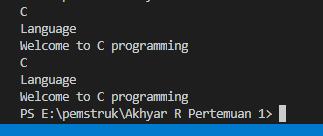 C
Language
Welcome to C programming
C
Language
Welcome to C programming
PS E:\pemstruk\Akhyar R Pertemuan 1>